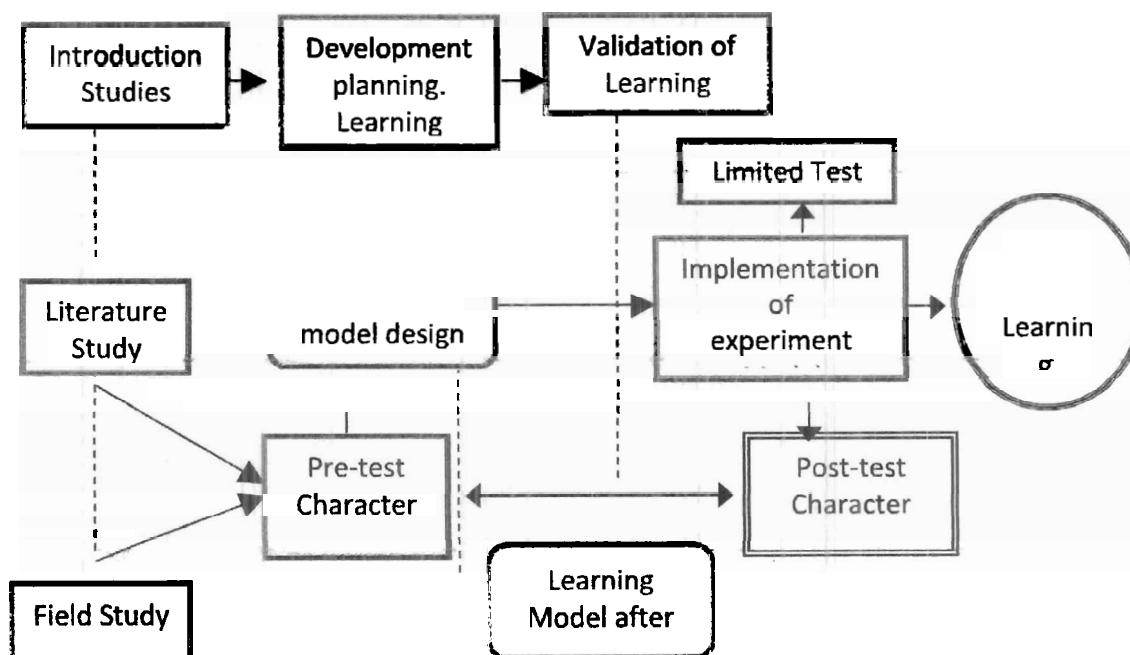 Introduction
Studies
Development
planning.
Learning
Validation of
Learning
Limited Test
Implementation
of
experiment
Learnin
Literature
Study
model design
Pre-test
Character
Post-test
Character
Field Study
Learning
Model after